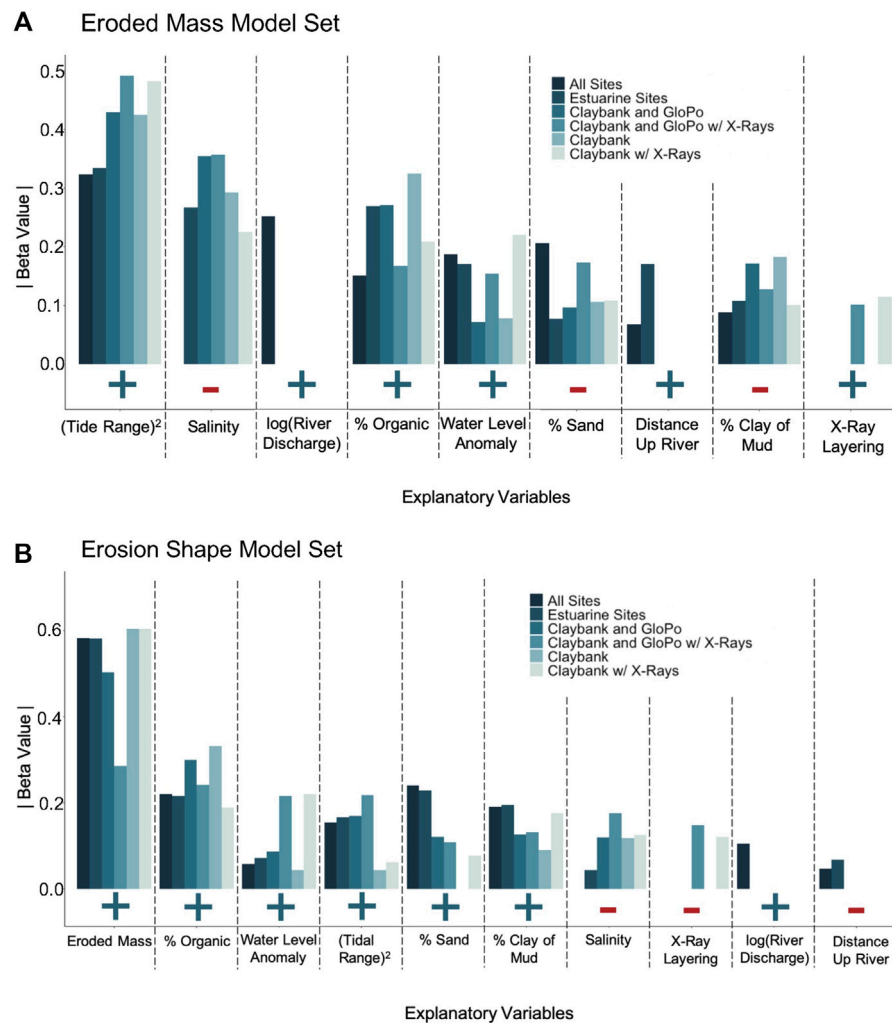 A
Eroded Mass Model Set
| Beta Value |
0.5
0.4
0.3
0.2
0.1
0.0
All Sites
Estuarine Sites
Claybank and GloPo
Claybank and GloPo w/ X-Rays
Claybank
Claybank w/ X-Rays
+
-
+
+
+
-
+
-
+
(Tide Range)²
Salinity
log(River
Discharge)
% Organic
Water Level
Anomaly
% Sand
Distance
Up River
% Clay of
Mud
X-Ray
Layering
Explanatory Variables
B
Erosion Shape Model Set
| Beta Value |
0.6
0.4
0.2
0.0
All Sites
Estuarine Sites
Claybank and GloPo
Claybank and GloPo w/ X-Rays
Claybank
Claybank w/ X-Rays
+
+
+
+
+
+
-
-
+
-
Eroded Mass
% Organic
Water Level
Anomaly
(Tidal
Range)²
% Sand
% Clay of
Mud
Salinity
X-Ray
Layering
log(River
Discharge)
Distance
Up River
Explanatory Variables